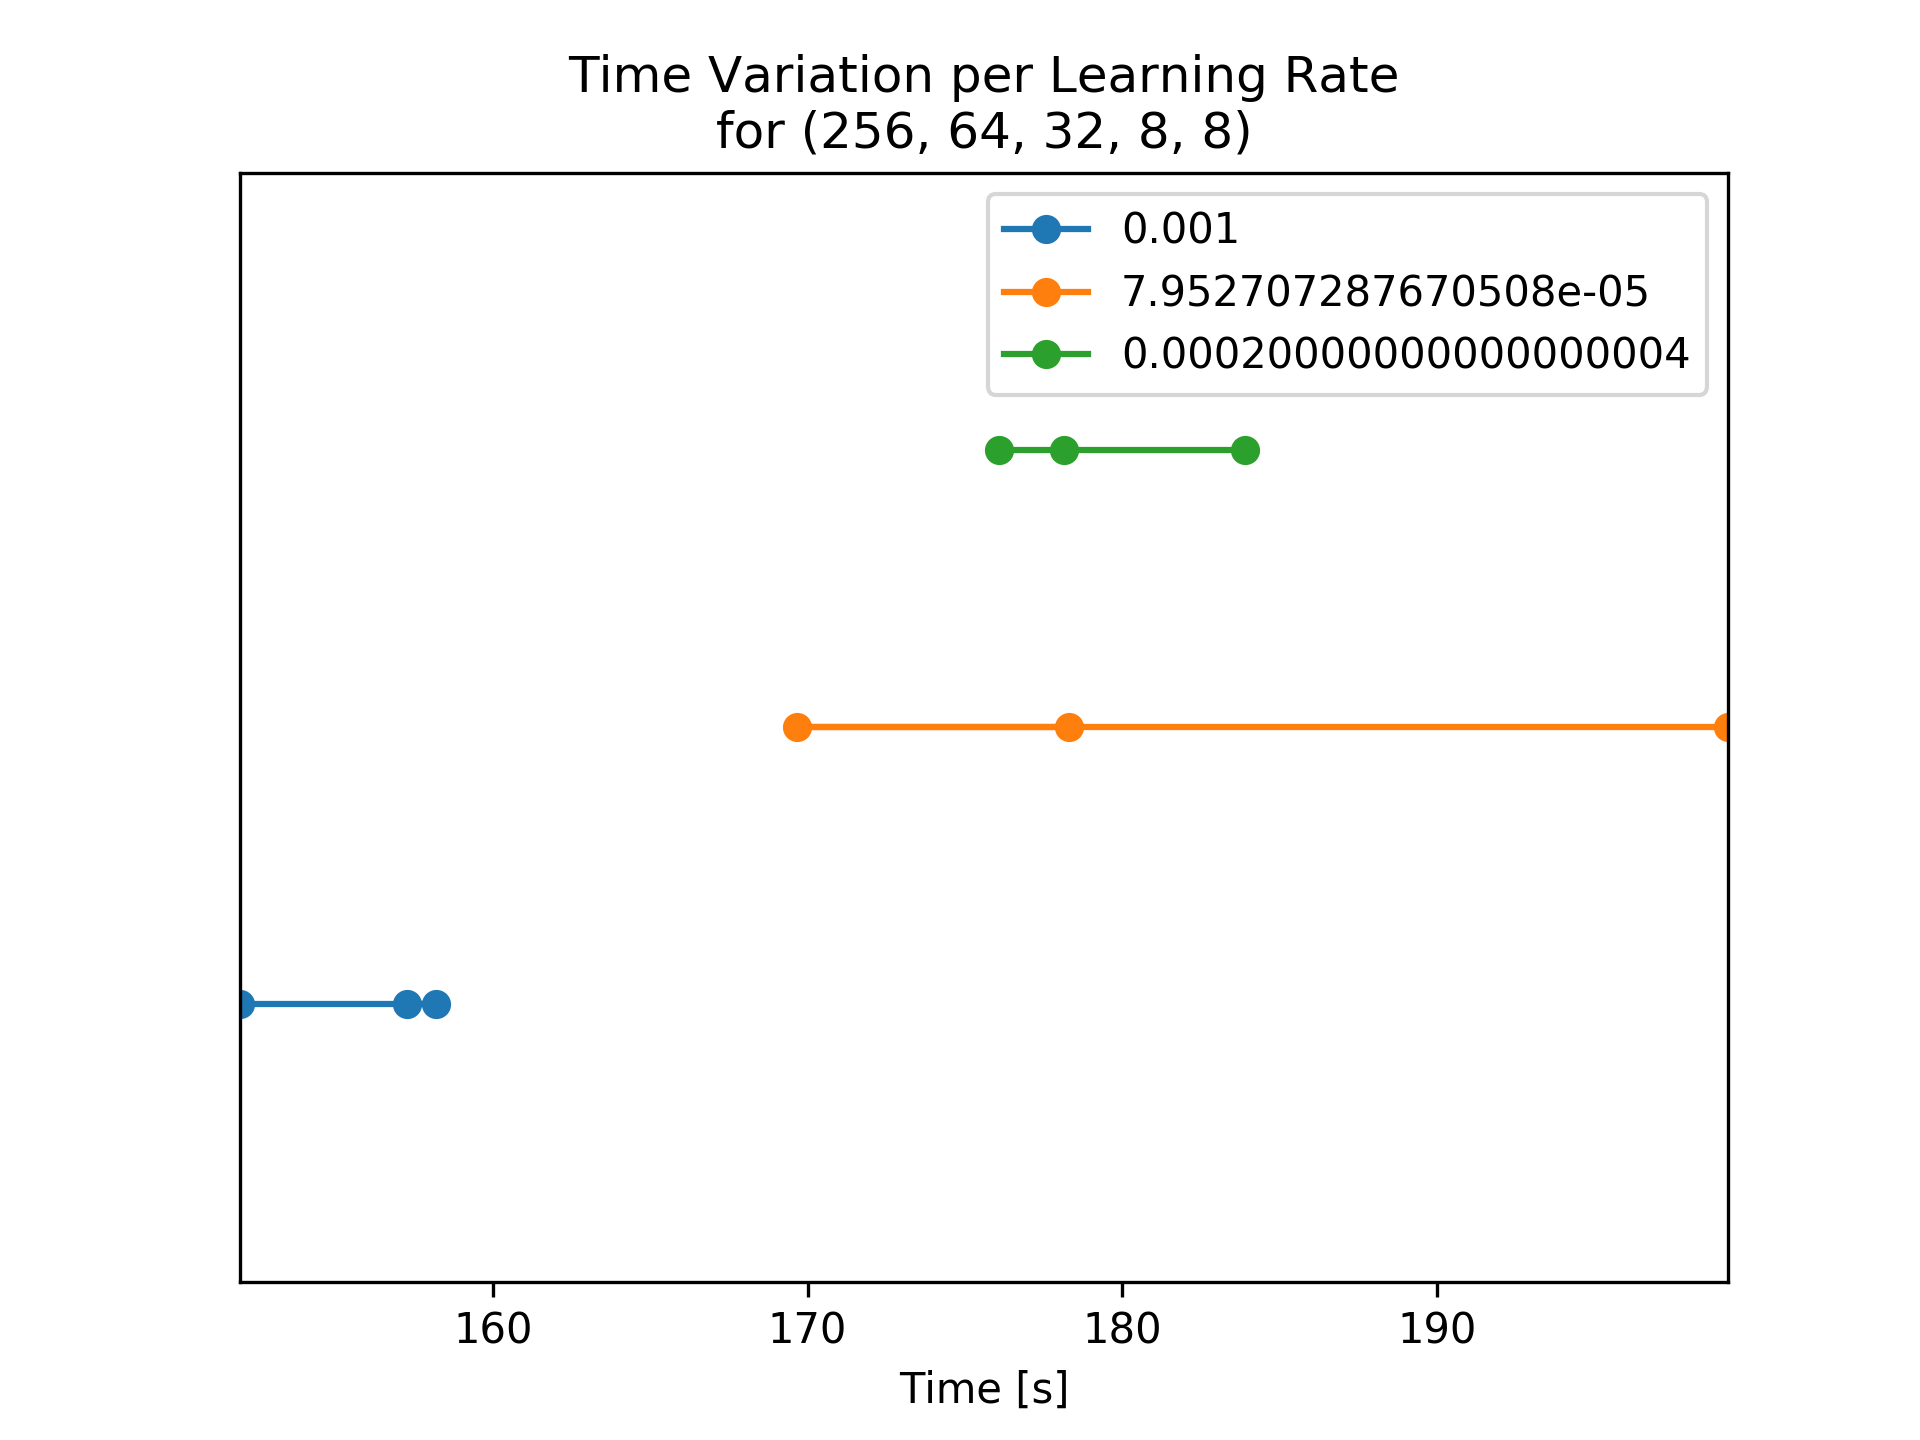 Time Variation per Learning Rate
for (256, 64, 32, 8, 8)
0.001
7.952707287670508e-05
0.00020000000000000004
160 170 180 190
Time [s]